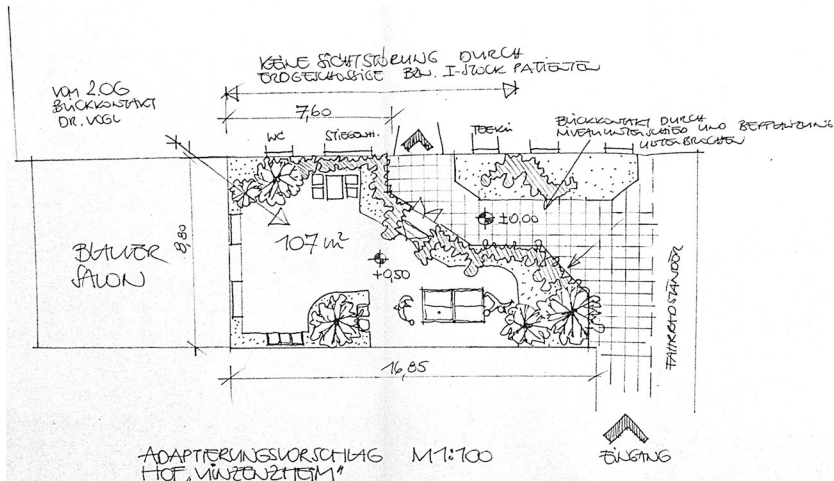 KEINE SICHTSTÖRUNG DURCH
ERDGESCHOSSIGE BZW. I-STOCK PATIENTEN
VOM 2.OG
BLICKKONTAKT
DR. VOGL
7,60
WC
STIEGENH.
TEEKÜ
BLICKKONTAKT DURCH
NIVEAUUNTERSCHIED UND BEPFLANZUNG
UNTERBROCHEN
BLAUER
SALON
8,80
107 m²
±0,00
+0,50
FAHRRADSTÄNDER
16,85
EINGANG
ADAPTIERUNGSVORSCHLAG M 1:100
HOF „VINZENZHEIM"